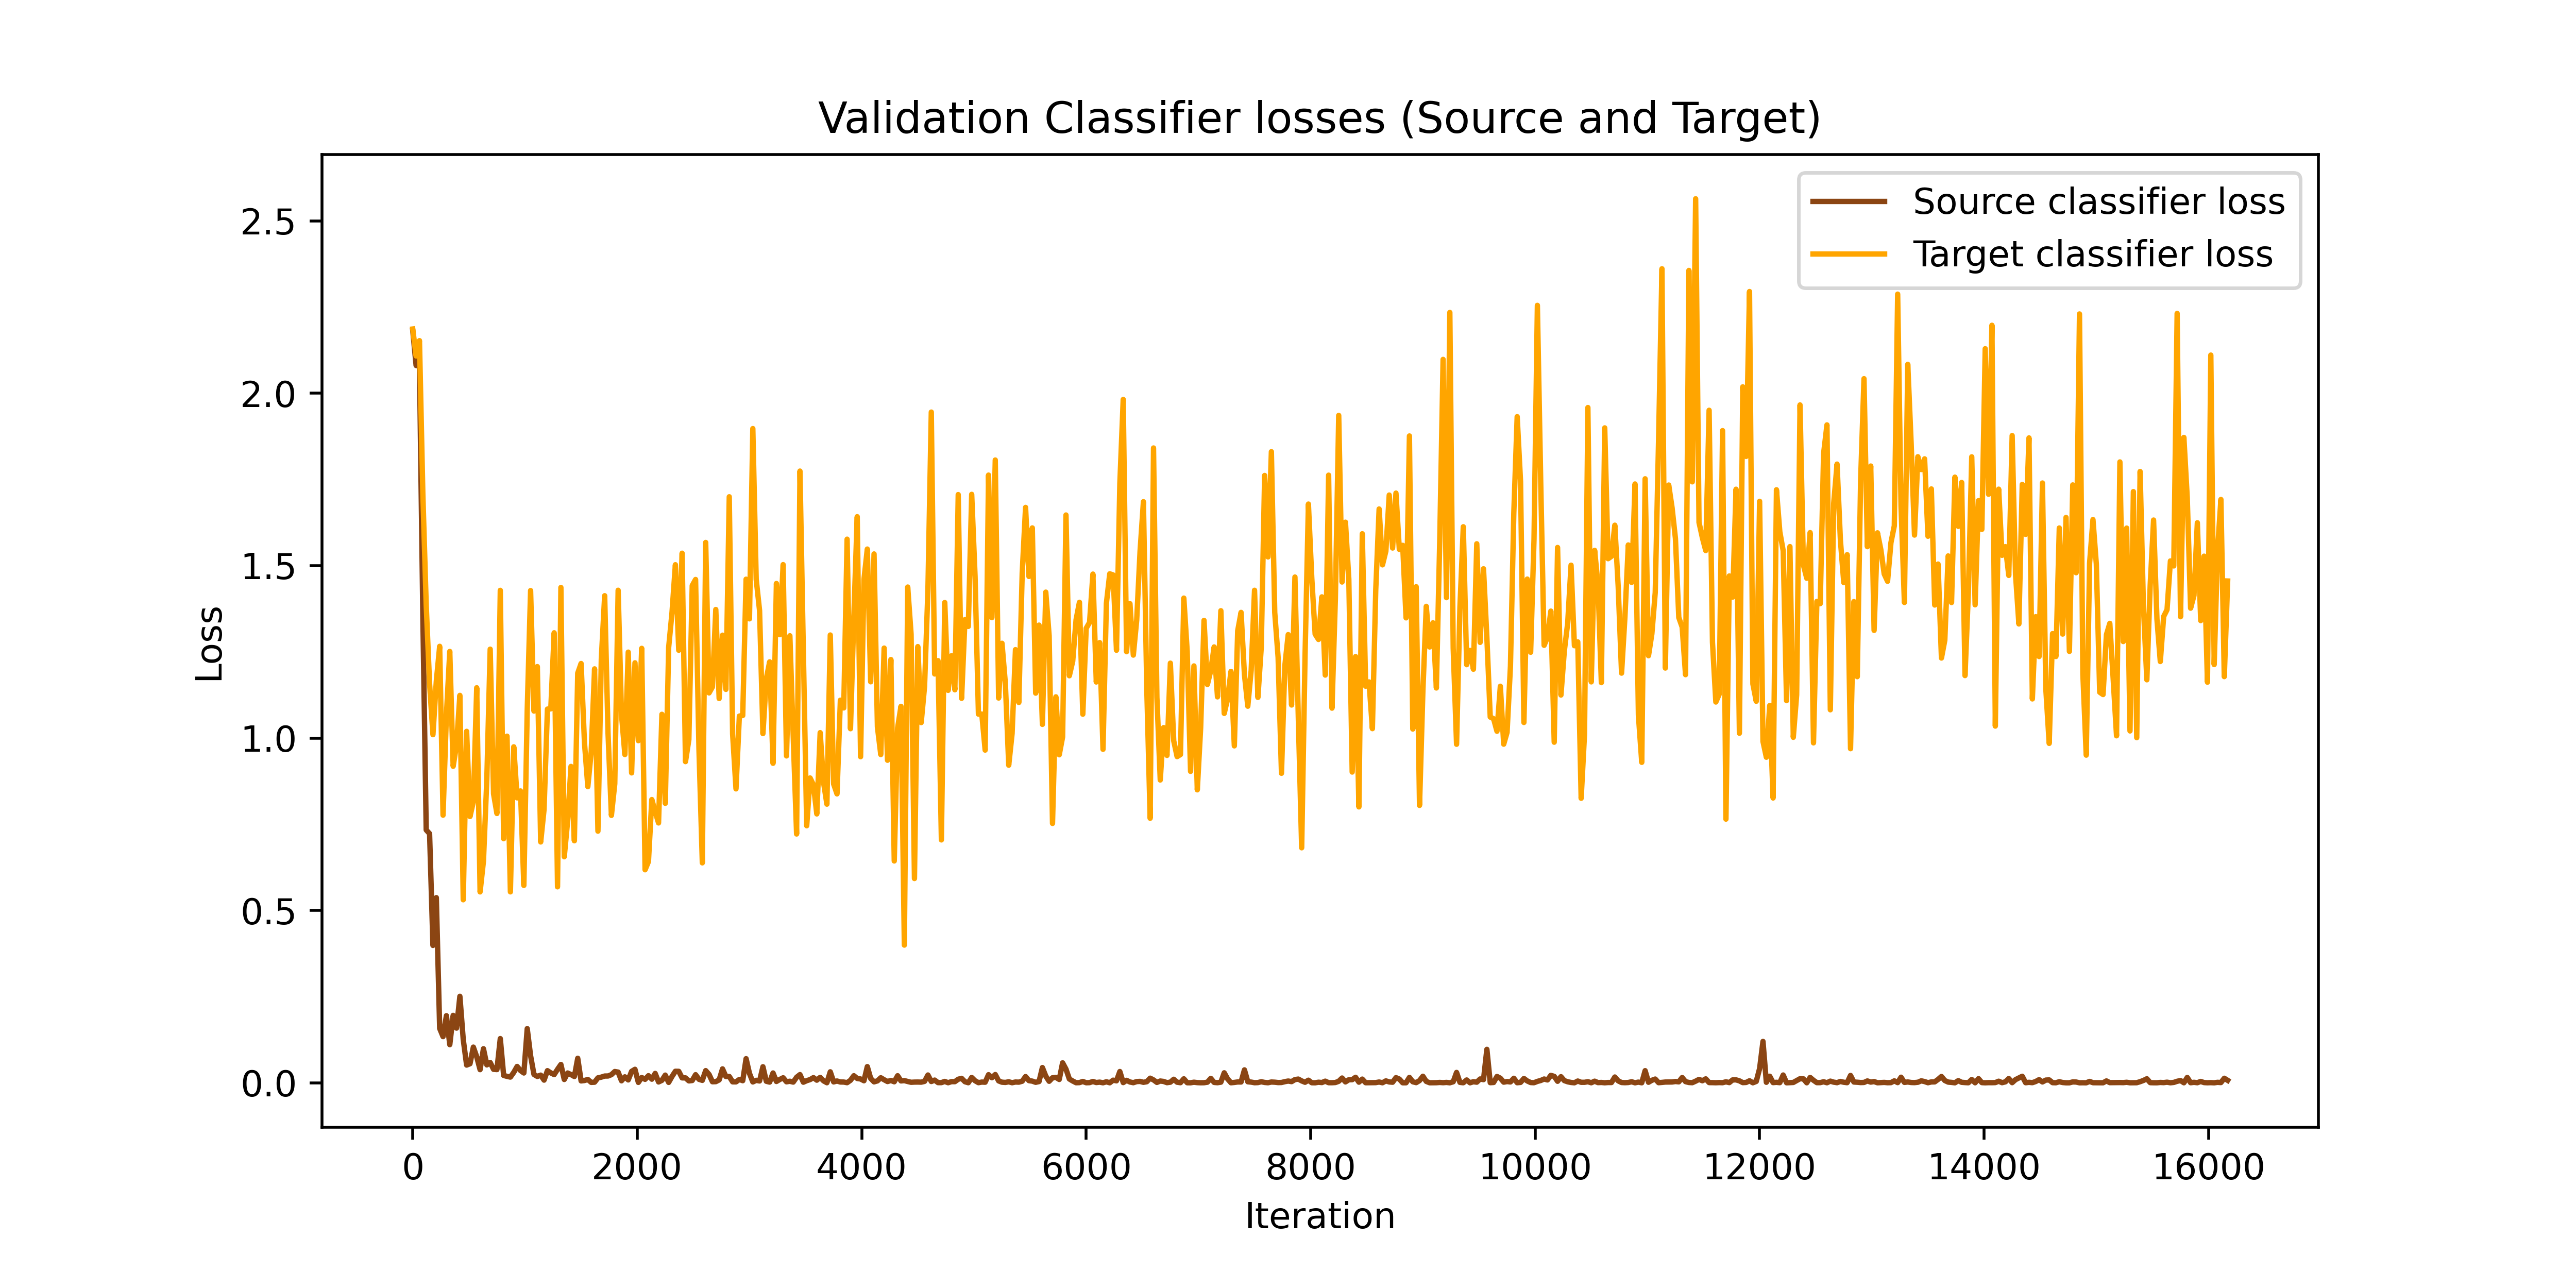 Validation Classifier losses (Source and Target)
Source classifier loss
Target classifier loss
2.5
2.0
1.5
1.0
0.5
0.0
Loss
0 2000 4000 6000 8000 10000 12000 14000 16000
Iteration